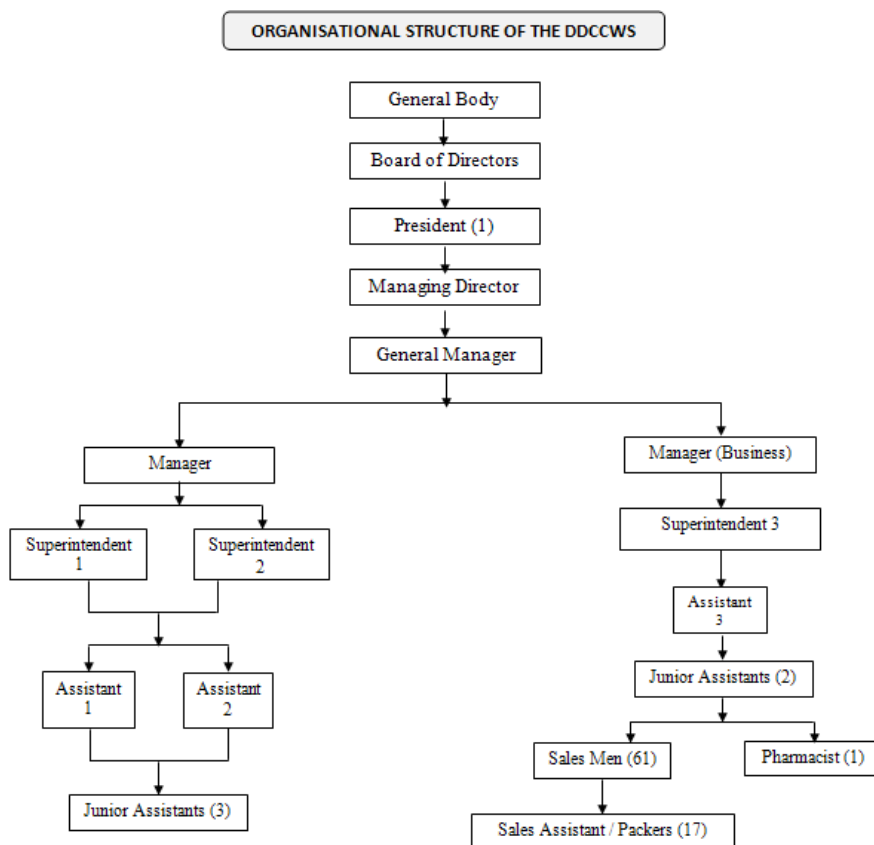 ORGANISATIONAL STRUCTURE OF THE DDCCWS
General Body
Board of Directors
President (1)
Managing Director
General Manager
Manager
Manager (Business)
Superintendent
1
Superintendent
2
Superintendent 3
Assistant
3
Assistant
1
Assistant
2
Junior Assistants (2)
Sales Men (61)
Pharmacist (1)
Junior Assistants (3)
Sales Assistant / Packers (17)